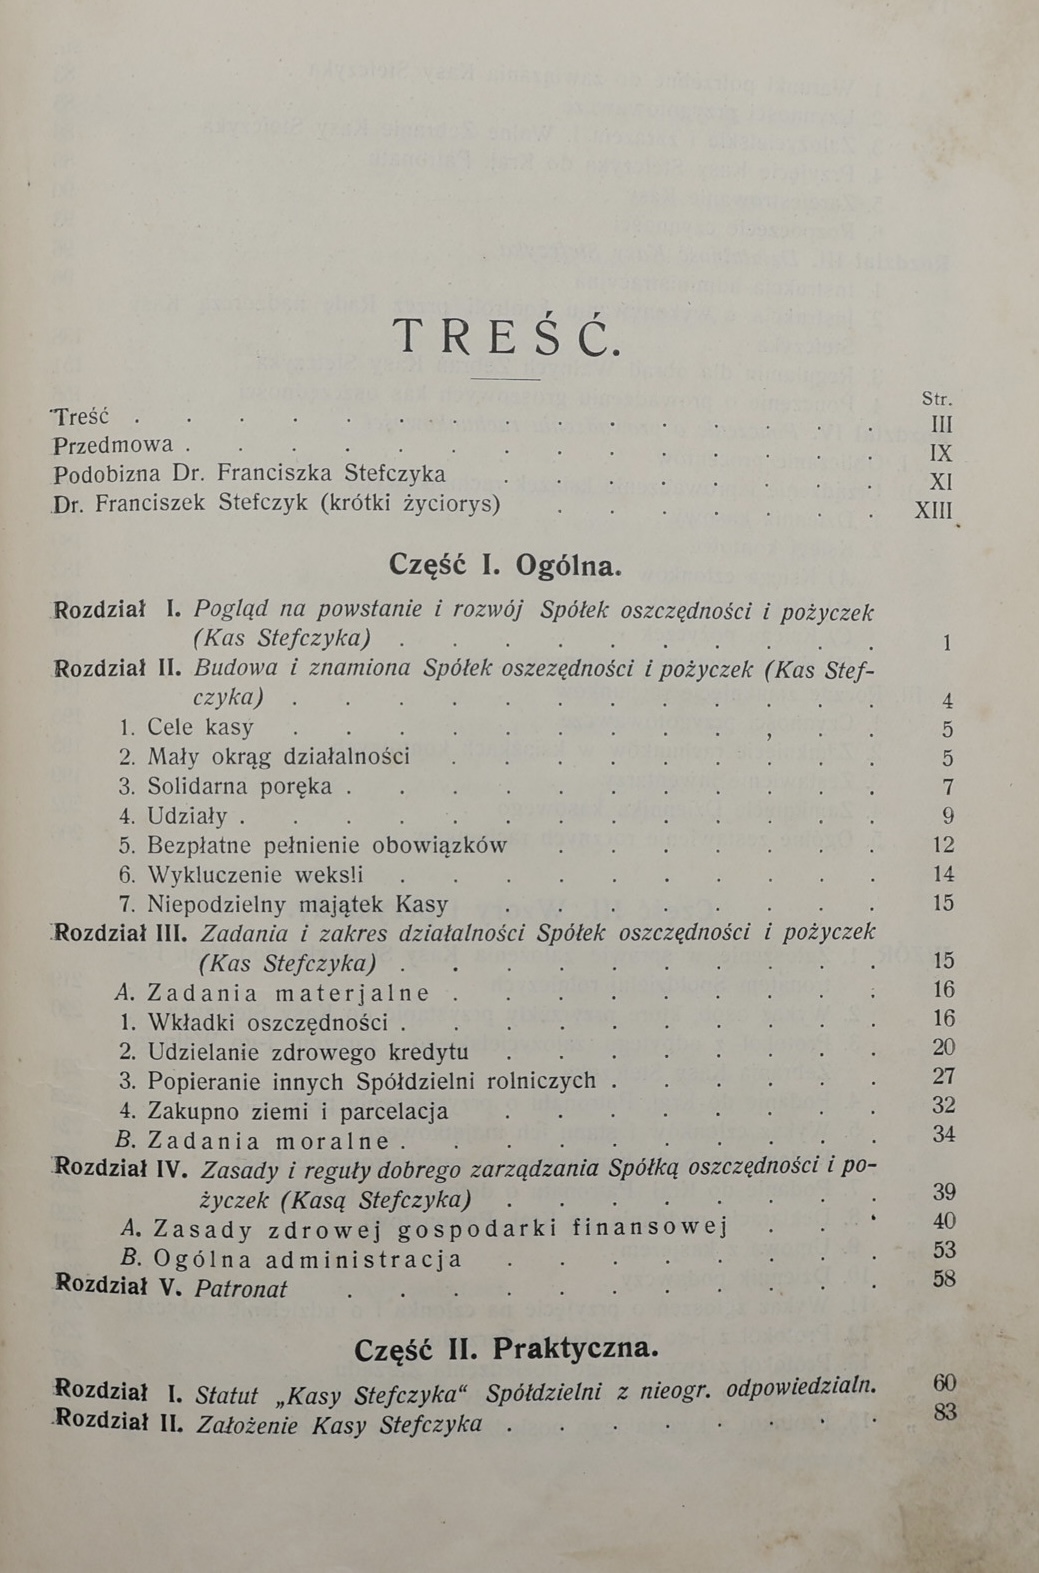 TREŚĆ.
Str.
Treść . . . . . . . . . . . . . . . III
Przedmowa . . . . . . . . . . . . . . IX
Podobizna Dr. Franciszka Stefczyka . . . . . . . . XI
Dr. Franciszek Stefczyk (krótki życiorys) . . . . . . . XIII
Część I. Ogólna.
Rozdział I. Pogląd na powstanie i rozwój Spółek oszczędności i pożyczek
(Kas Stefczyka) . . . . . . . . . . 1
Rozdział II. Budowa i znamiona Spółek oszezędności i pożyczek (Kas Stef-
czyka) . . . . . . . . . . . . 4
1. Cele kasy . . . . . . . . . , . . 5
2. Mały okrąg działalności . . . . . . . . . 5
3. Solidarna poręka . . . . . . . . . . . 7
4. Udziały . . . . . . . . . . . . . 9
5. Bezpłatne pełnienie obowiązków . . . . . . . 12
6. Wykluczenie weksli . . . . . . . . . . 14
7. Niepodzielny majątek Kasy . . . . . . . . 15
Rozdział III. Zadania i zakres działalności Spółek oszczędności i pożyczek
(Kas Stefczyka) . . . . . . . . . . 15
A. Zadania materjalne . . . . . . . . . 16
1. Wkładki oszczędności . . . . . . . . . . 16
2. Udzielanie zdrowego kredytu . . . . . . . . 20
3. Popieranie innych Spółdzielni rolniczych . . . . . . 27
4. Zakupno ziemi i parcelacja . . . . . . . . 32
B. Zadania moralne . . . . . . . . . . 34
Rozdział IV. Zasady i reguły dobrego zarządzania Spółką oszczędności i po-
życzek (Kasą Stefczyka) . . . . . . . . 39
A. Zasady zdrowej gospodarki finansowej . . . 40
B. Ogólna administracja . . . . . . . . 53
Rozdział V. Patronat . . . . . . . . . . . 58
Część II. Praktyczna.
Rozdział I. Statut „Kasy Stefczyka“ Spółdzielni z nieogr. odpowiedzialn. 60
Rozdział II. Założenie Kasy Stefczyka . . . . . . . . 83